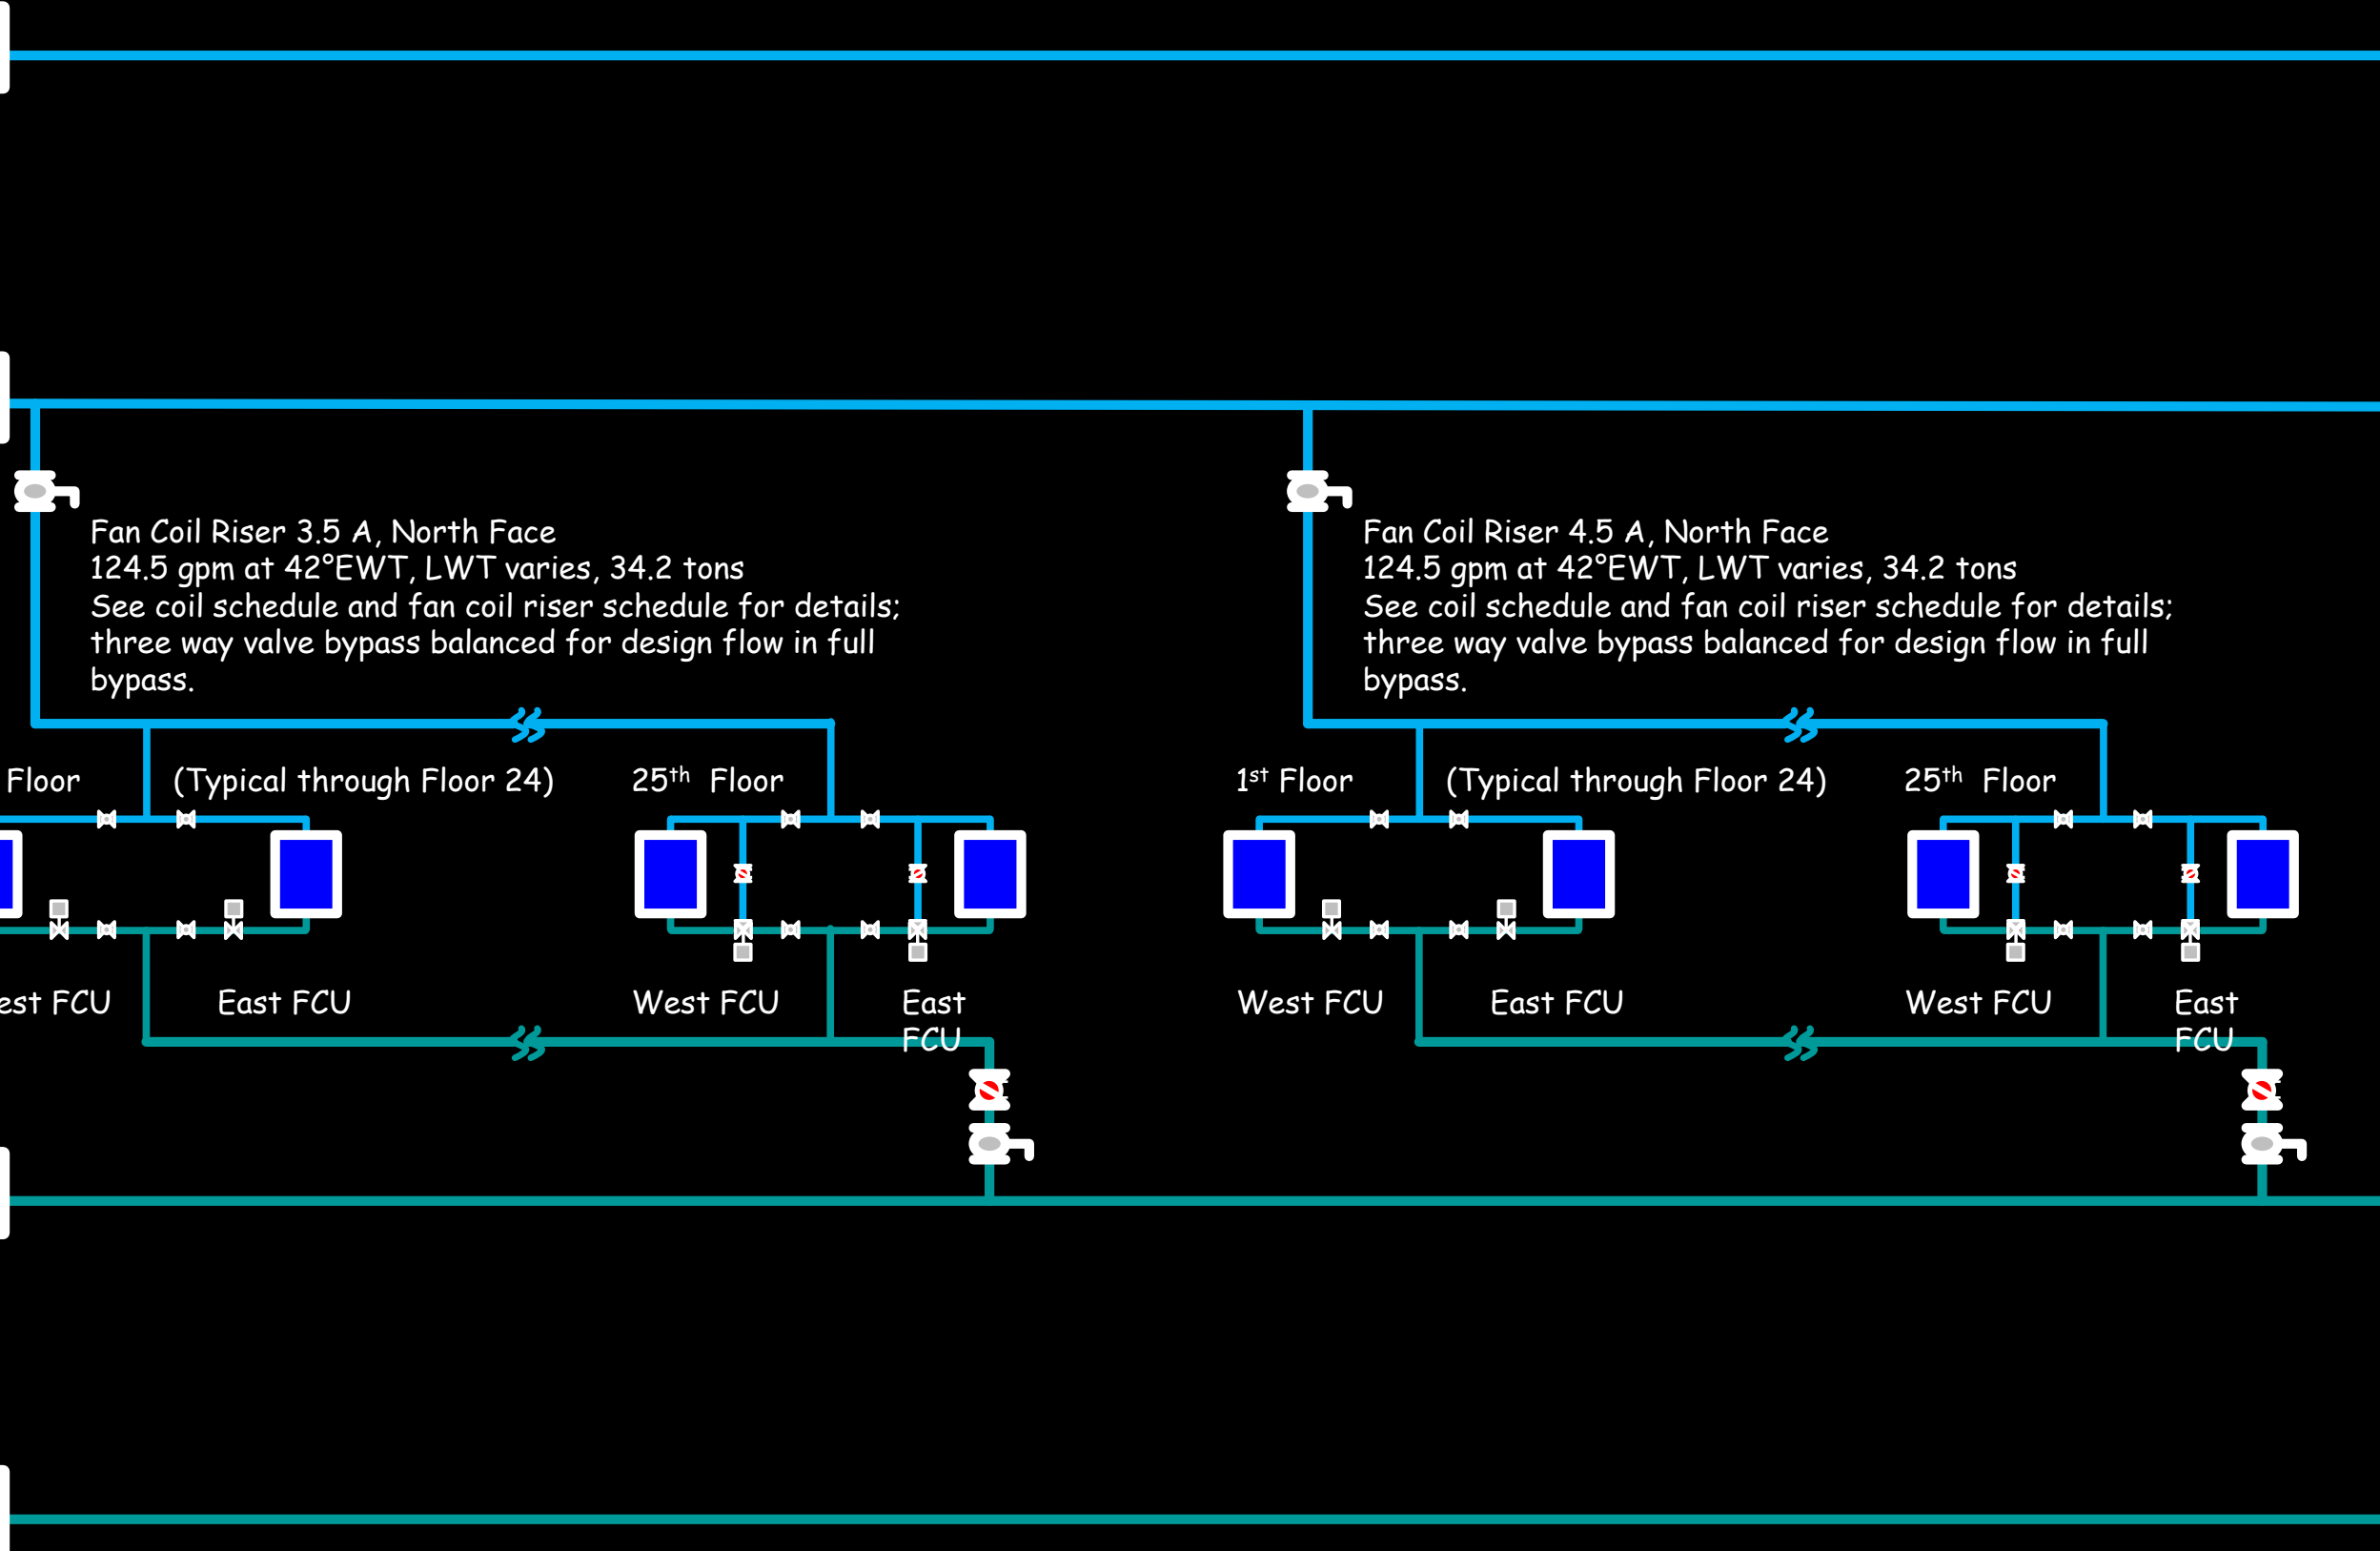 Fan Coil Riser 3.5 A, North Face
124.5 gpm at 42°EWT, LWT varies, 34.2 tons
See coil schedule and fan coil riser schedule for details;
three way valve bypass balanced for design flow in full
bypass.
Fan Coil Riser 4.5 A, North Face
124.5 gpm at 42°EWT, LWT varies, 34.2 tons
See coil schedule and fan coil riser schedule for details;
three way valve bypass balanced for design flow in full
bypass.
Floor
(Typical through Floor 24)
25th Floor
1st Floor
(Typical through Floor 24)
25th Floor
est FCU
East FCU
West FCU
East
FCU
West FCU
East FCU
West FCU
East
FCU